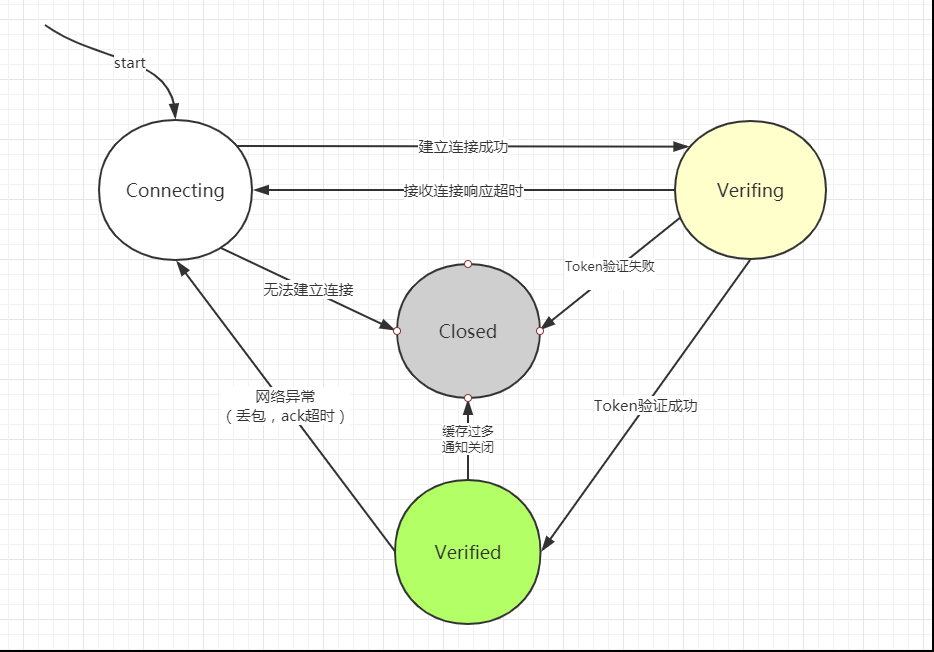 start
建立连接成功
Connecting
接收连接响应超时
Verifing
Token验证失败
无法建立连接
Closed
网络异常
（丢包，ack超时）
Token验证成功
缓存过多
通知关闭
Verified